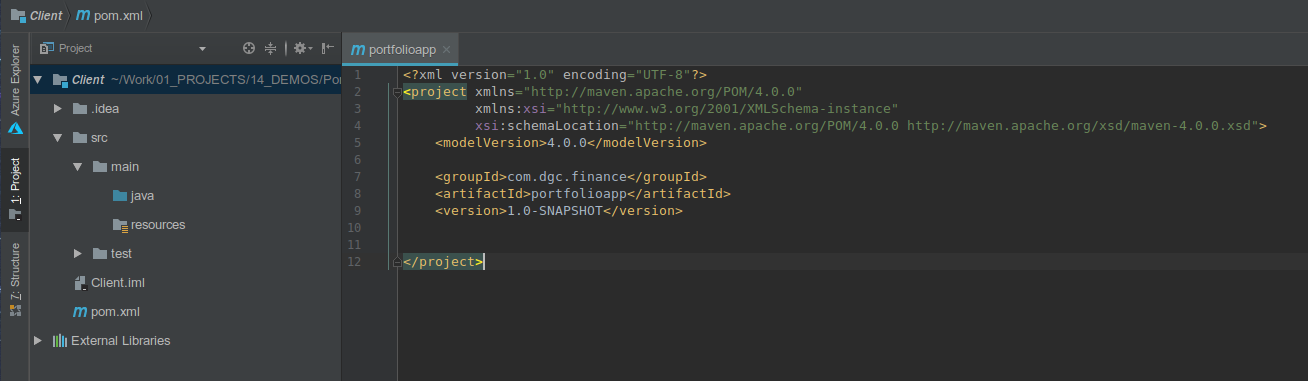 Client
pom.xml
Azure Explorer
1: Project
7: Structure
Project
Client ~/Work/01_PROJECTS/14_DEMOS/Por
.idea
src
main
java
resources
test
Client.iml
pom.xml
External Libraries
portfolioapp
1 <?xml version="1.0" encoding="UTF-8"?>
2 <project xmlns="http://maven.apache.org/POM/4.0.0"
3 xmlns:xsi="http://www.w3.org/2001/XMLSchema-instance"
4 xsi:schemaLocation="http://maven.apache.org/POM/4.0.0 http://maven.apache.org/xsd/maven-4.0.0.xsd">
5 <modelVersion>4.0.0</modelVersion>
6
7 <groupId>com.dgc.finance</groupId>
8 <artifactId>portfolioapp</artifactId>
9 <version>1.0-SNAPSHOT</version>
10
11
12 </project>